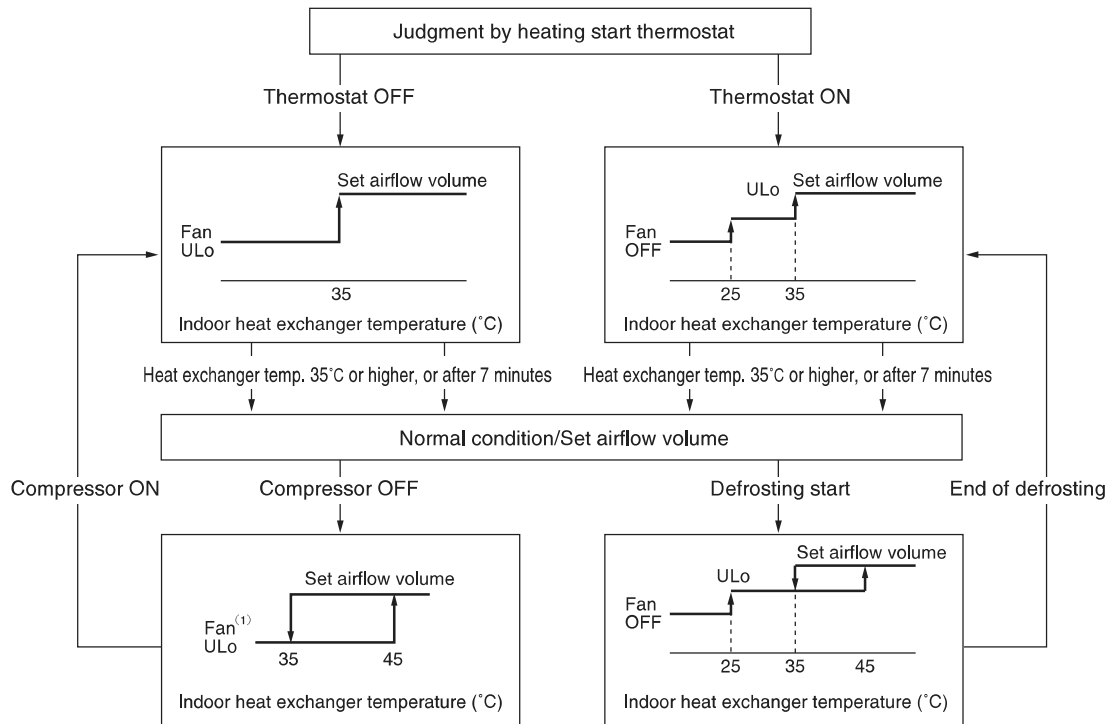 Judgment by heating start thermostat
Thermostat OFF
Thermostat ON
Set airflow volume
Fan
ULo
35
Indoor heat exchanger temperature (˚C)
Set airflow volume
ULo
Fan
OFF
25 35
Indoor heat exchanger temperature (˚C)
Heat exchanger temp. 35˚C or higher, or after 7 minutes
Heat exchanger temp. 35˚C or higher, or after 7 minutes
Normal condition/Set airflow volume
Compressor ON
Compressor OFF
Defrosting start
End of defrosting
Set airflow volume
Fan(1)
ULo
35 45
Indoor heat exchanger temperature (˚C)
Set airflow volume
ULo
Fan
OFF
25 35 45
Indoor heat exchanger temperature (˚C)